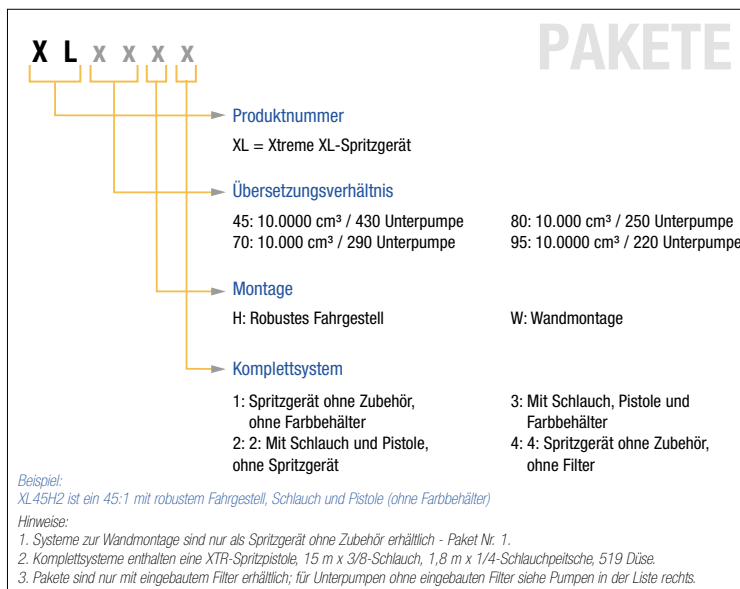 PAKETE
X L x x x x
Produktnummer
XL = Xtreme XL-Spritzgerät
Übersetzungsverhältnis
45: 10.0000 cm³ / 430 Unterpumpe
80: 10.000 cm³ / 250 Unterpumpe
70: 10.000 cm³ / 290 Unterpumpe
95: 10.0000 cm³ / 220 Unterpumpe
Montage
H: Robustes Fahrgestell
W: Wandmontage
Komplettsystem
1: Spritzgerät ohne Zubehör,
ohne Farbbehälter
2: 2: Mit Schlauch und Pistole,
ohne Spritzgerät
3: Mit Schlauch, Pistole und
Farbbehälter
4: 4: Spritzgerät ohne Zubehör,
ohne Filter
Beispiel:
XL45H2 ist ein 45:1 mit robustem Fahrgestell, Schlauch und Pistole (ohne Farbbehälter)
Hinweise:
1. Systeme zur Wandmontage sind nur als Spritzgerät ohne Zubehör erhältlich - Paket Nr. 1.
2. Komplettsysteme enthalten eine XTR-Spritzpistole, 15 m x 3/8-Schlauch, 1,8 m x 1/4-Schlauchpeitsche, 519 Düse.
3. Pakete sind nur mit eingebautem Filter erhältlich; für Unterpumpen ohne eingebauten Filter siehe Pumpen in der Liste rechts.